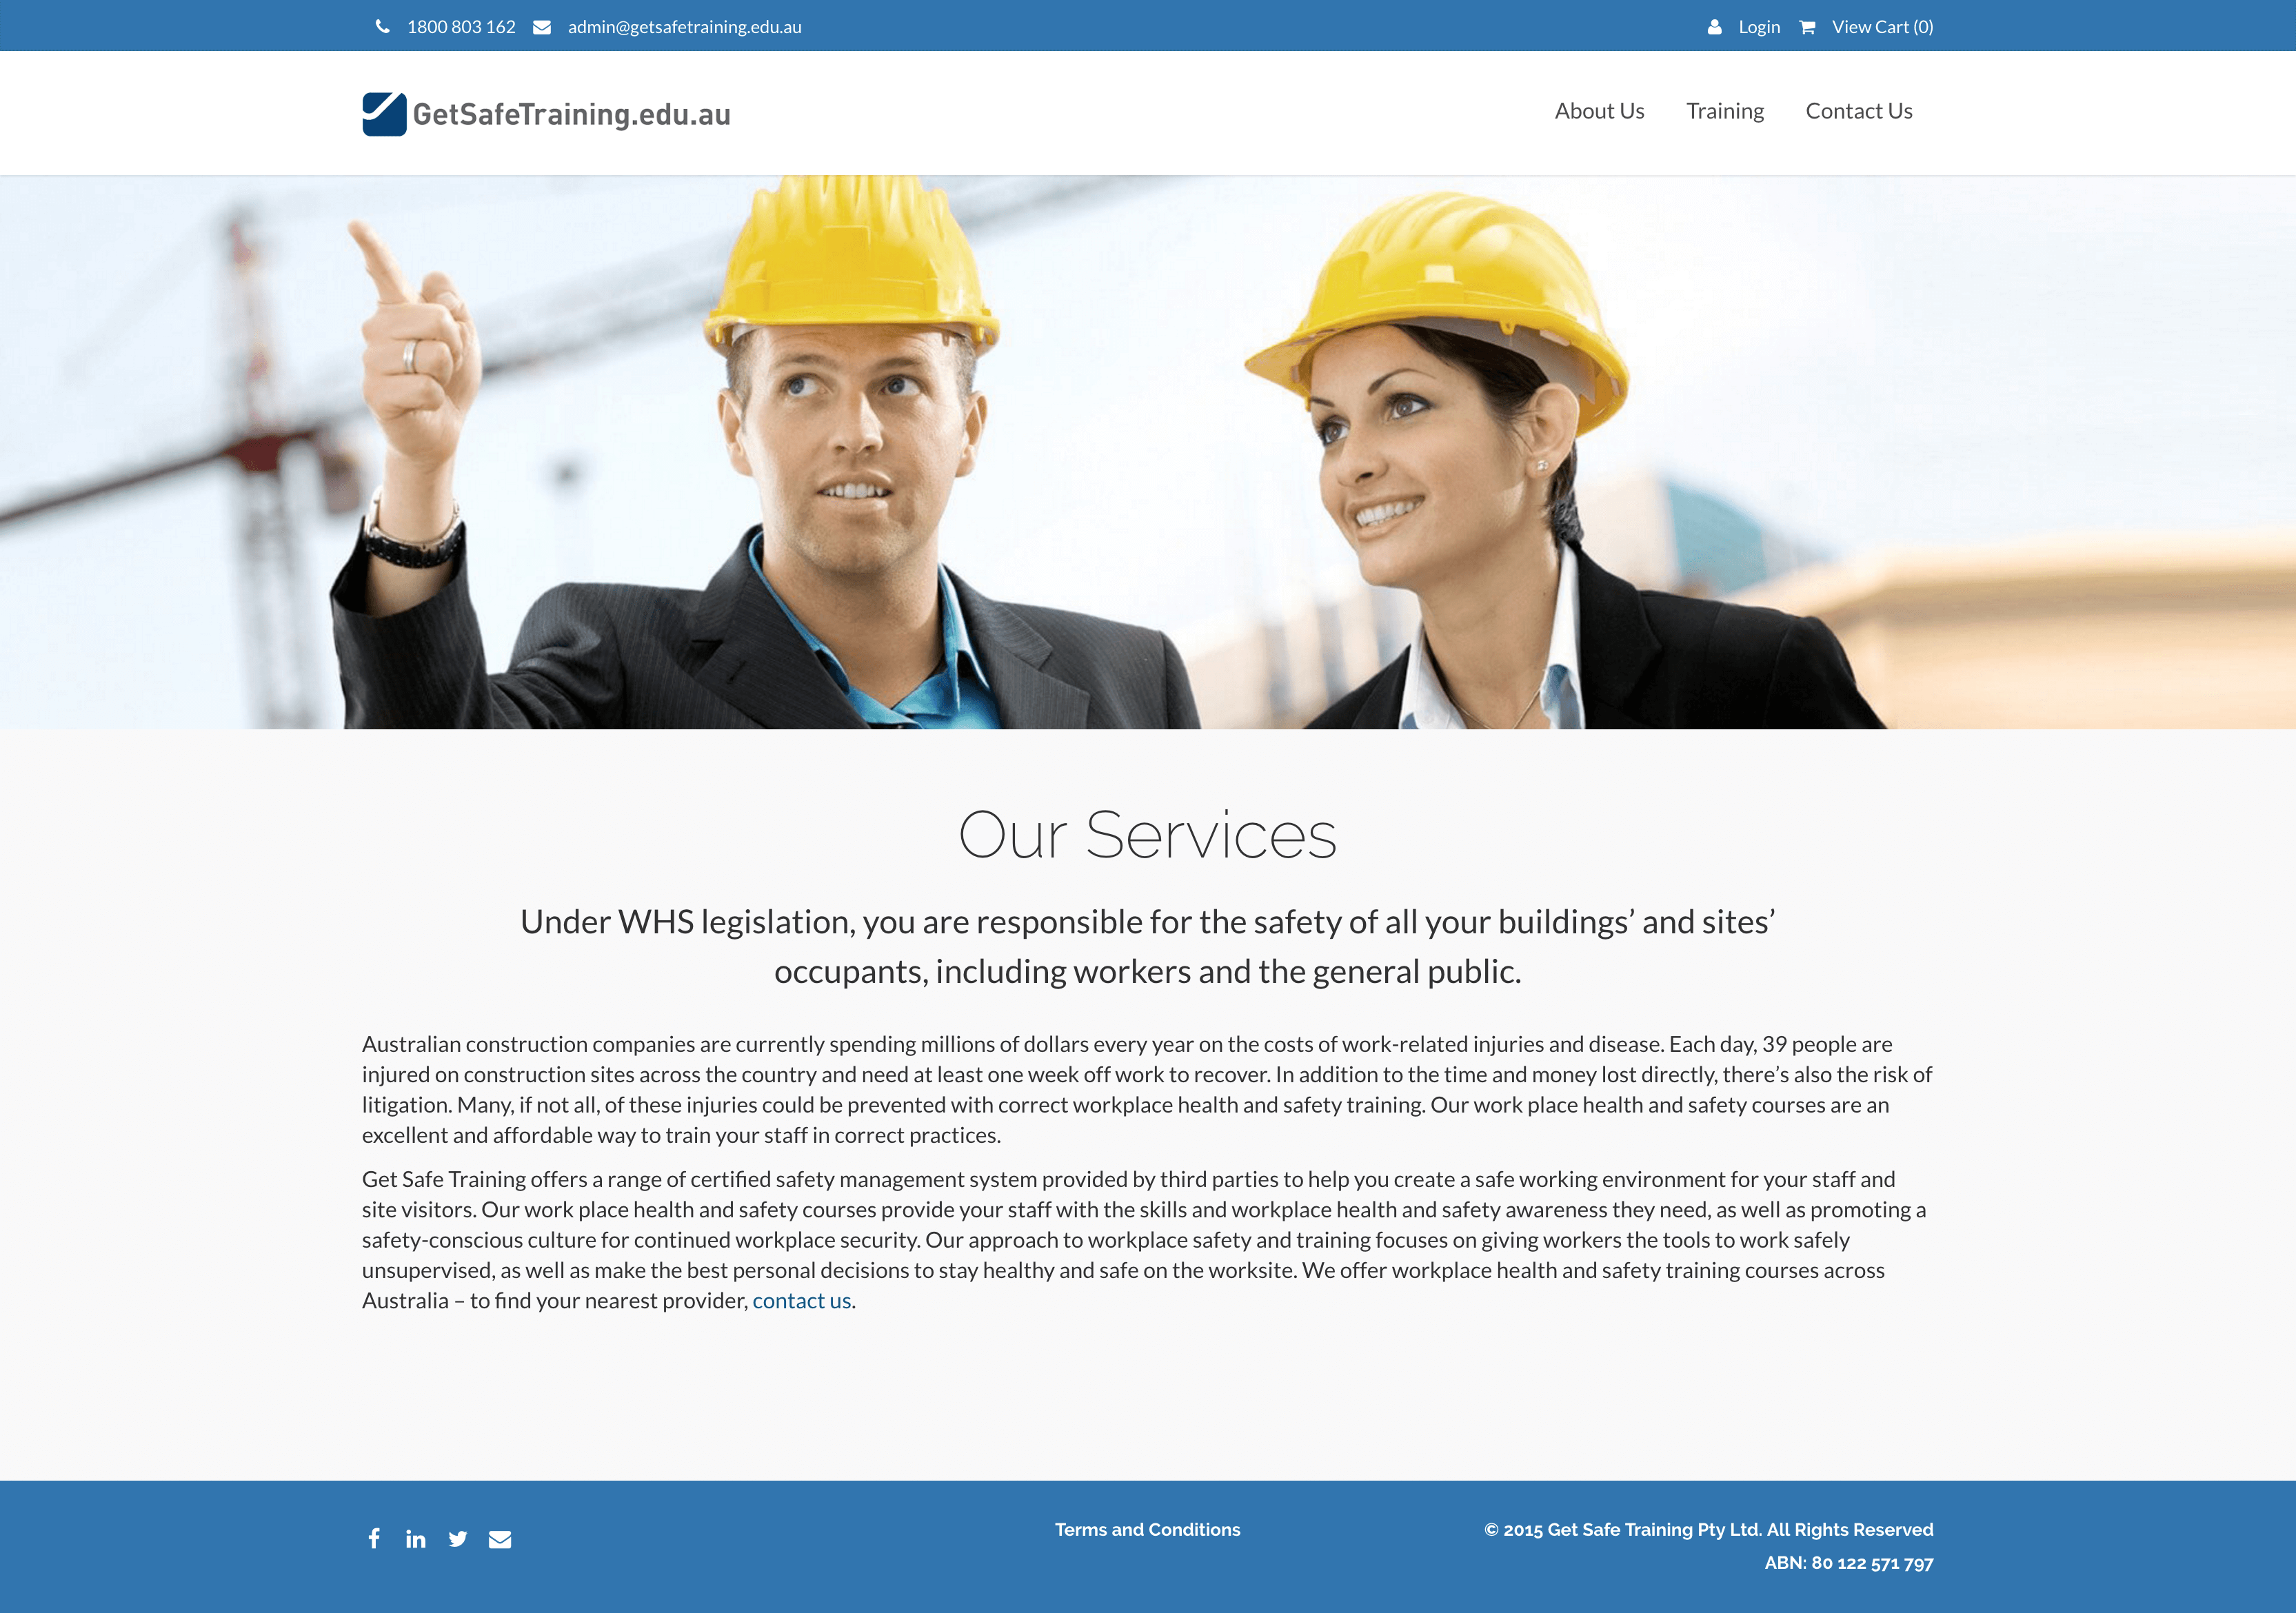 1800 803 162 admin@getsafetraining.edu.au Login View Cart (0)
GetSafeTraining.edu.au About Us Training Contact Us
Our Services
Under WHS legislation, you are responsible for the safety of all your buildings’ and sites’
occupants, including workers and the general public.
Australian construction companies are currently spending millions of dollars every year on the costs of work-related injuries and disease. Each day, 39 people are
injured on construction sites across the country and need at least one week off work to recover. In addition to the time and money lost directly, there’s also the risk of
litigation. Many, if not all, of these injuries could be prevented with correct workplace health and safety training. Our work place health and safety courses are an
excellent and affordable way to train your staff in correct practices.
Get Safe Training offers a range of certified safety management system provided by third parties to help you create a safe working environment for your staff and
site visitors. Our work place health and safety courses provide your staff with the skills and workplace health and safety awareness they need, as well as promoting a
safety-conscious culture for continued workplace security. Our approach to workplace safety and training focuses on giving workers the tools to work safely
unsupervised, as well as make the best personal decisions to stay healthy and safe on the worksite. We offer workplace health and safety training courses across
Australia – to find your nearest provider, contact us.
Terms and Conditions © 2015 Get Safe Training Pty Ltd. All Rights Reserved
ABN: 80 122 571 797